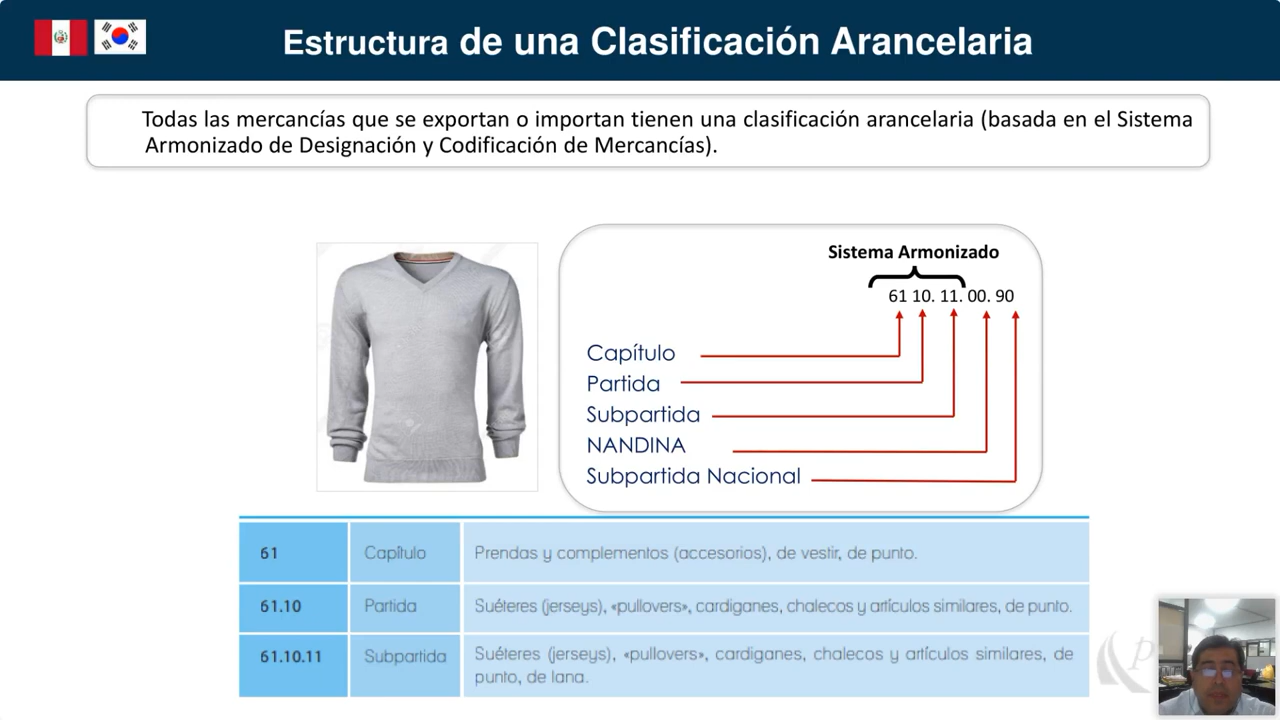 Estructura de una Clasificación Arancelaria
Todas las mercancías que se exportan o importan tienen una clasificación arancelaria (basada en el Sistema
Armonizado de Designación y Codificación de Mercancías).
Sistema Armonizado
61 10. 11. 00. 90
Capítulo
Partida
Subpartida
NANDINA
Subpartida Nacional
61 Capítulo Prendas y complementos (accesorios), de vestir, de punto.
61.10 Partida Suéteres (jerseys), «pullovers», cardiganes, chalecos y artículos similares, de punto.
61.10.11 Subpartida Suéteres (jerseys), «pullovers», cardiganes, chalecos y artículos similares, de
punto, de lana.